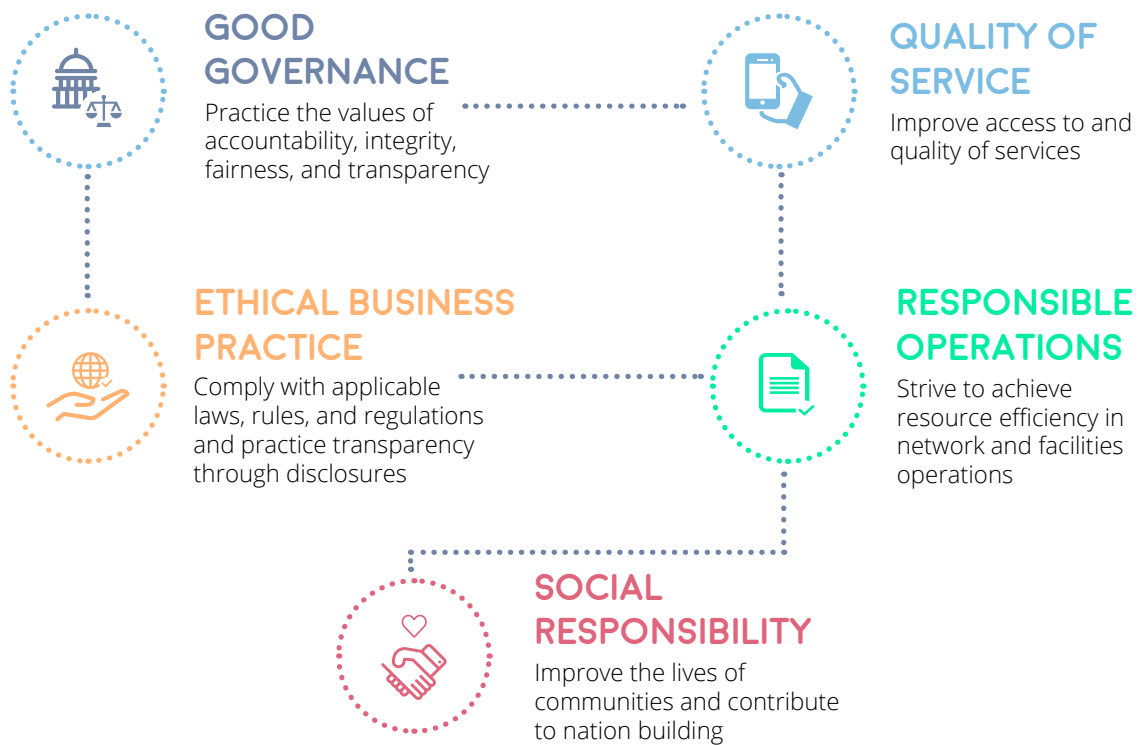 GOOD
GOVERNANCE
Practice the values of
accountability, integrity,
fairness, and transparency
QUALITY OF
SERVICE
Improve access to and
quality of services
ETHICAL BUSINESS
PRACTICE
Comply with applicable
laws, rules, and regulations
and practice transparency
through disclosures
RESPONSIBLE
OPERATIONS
Strive to achieve
resource efficiency in
network and facilities
operations
SOCIAL
RESPONSIBILITY
Improve the lives of
communities and contribute
to nation building